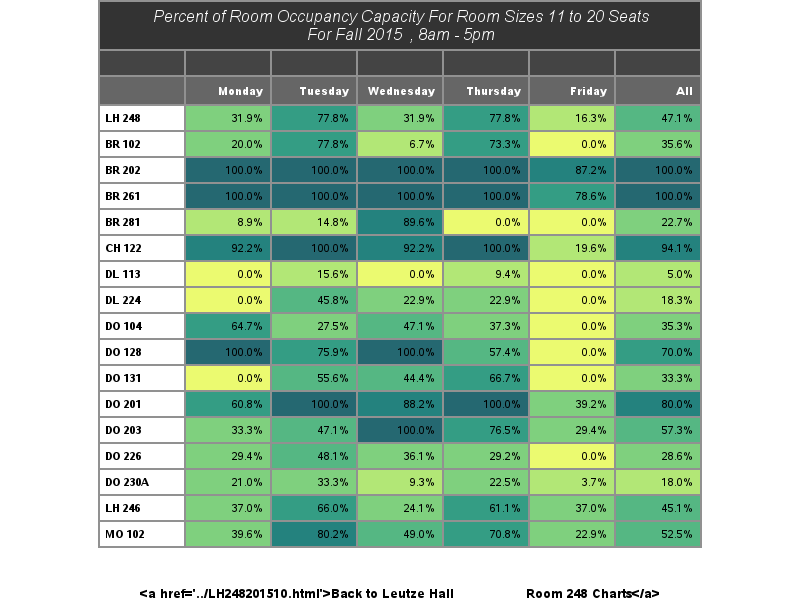 Percent of Room Occupancy Capacity For Room Sizes 11 to 20 Seats
For Fall 2015 , 8am - 5pm
Monday Tuesday Wednesday Thursday Friday All
LH 248 31.9% 77.8% 31.9% 77.8% 16.3% 47.1%
BR 102 20.0% 77.8% 6.7% 73.3% 0.0% 35.6%
BR 202 100.0% 100.0% 100.0% 100.0% 87.2% 100.0%
BR 261 100.0% 100.0% 100.0% 100.0% 78.6% 100.0%
BR 281 8.9% 14.8% 89.6% 0.0% 0.0% 22.7%
CH 122 92.2% 100.0% 92.2% 100.0% 19.6% 94.1%
DL 113 0.0% 15.6% 0.0% 9.4% 0.0% 5.0%
DL 224 0.0% 45.8% 22.9% 22.9% 0.0% 18.3%
DO 104 64.7% 27.5% 47.1% 37.3% 0.0% 35.3%
DO 128 100.0% 75.9% 100.0% 57.4% 0.0% 70.0%
DO 131 0.0% 55.6% 44.4% 66.7% 0.0% 33.3%
DO 201 60.8% 100.0% 88.2% 100.0% 39.2% 80.0%
DO 203 33.3% 47.1% 100.0% 76.5% 29.4% 57.3%
DO 226 29.4% 48.1% 36.1% 29.2% 0.0% 28.6%
DO 230A 21.0% 33.3% 9.3% 22.5% 3.7% 18.0%
LH 246 37.0% 66.0% 24.1% 61.1% 37.0% 45.1%
MO 102 39.6% 80.2% 49.0% 70.8% 22.9% 52.5%
<a href='../LH248201510.html'>Back to Leutze Hall Room 248 Charts</a>